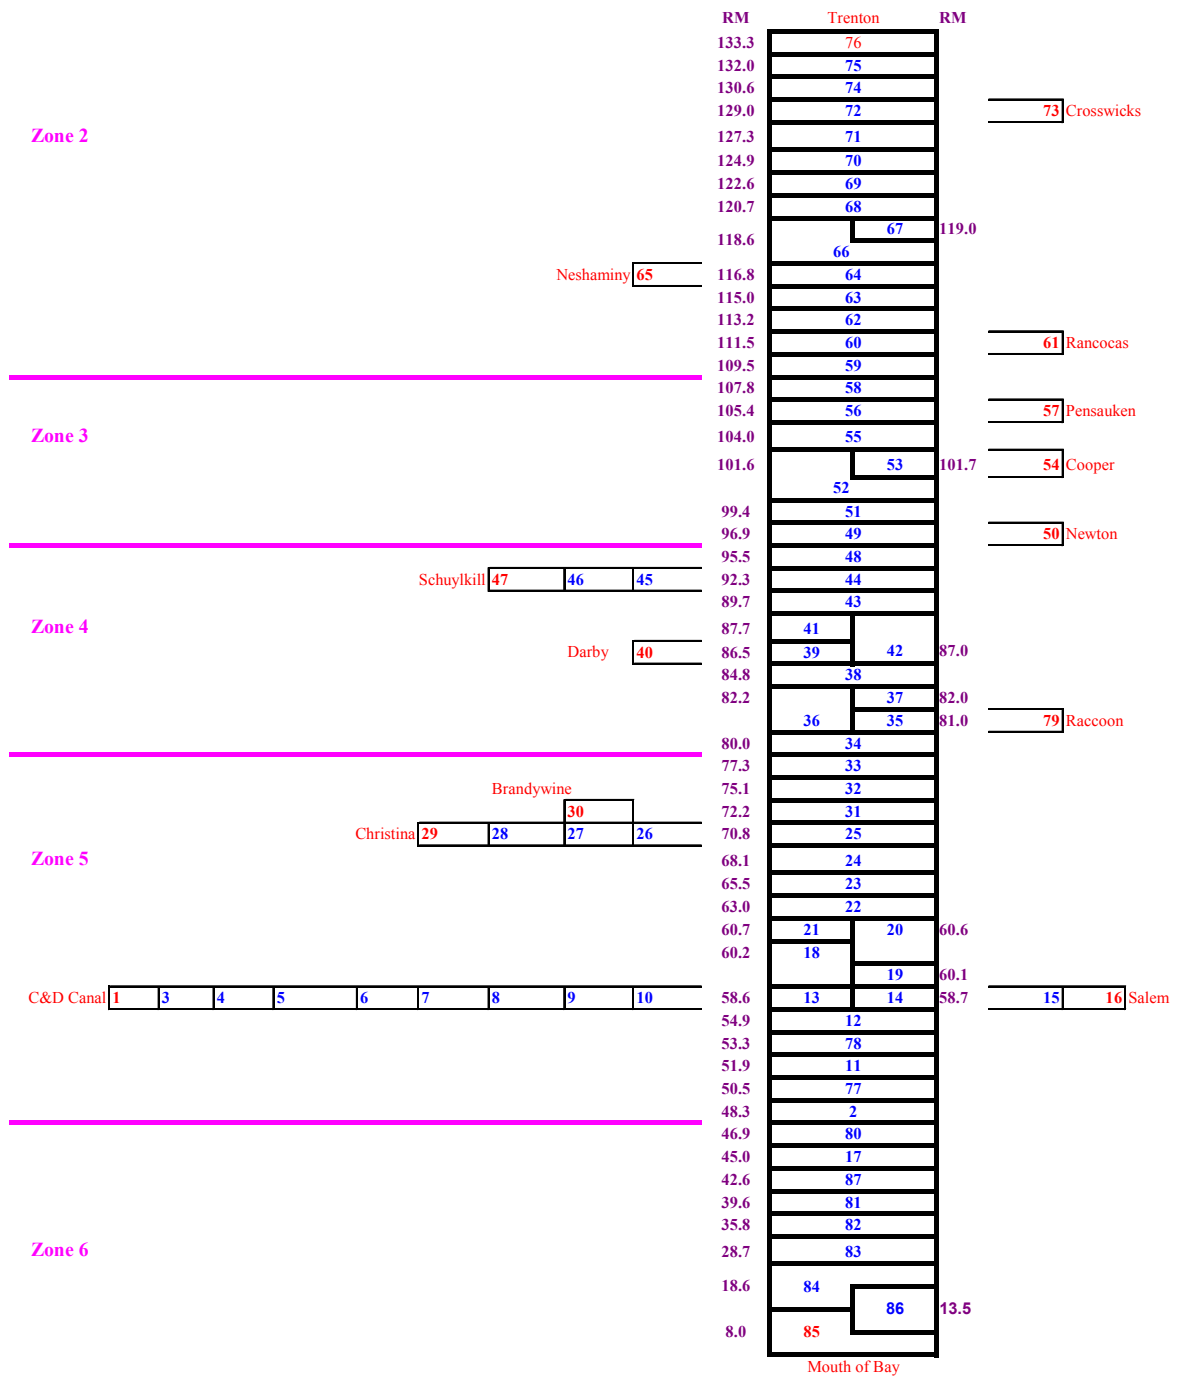 RM Trenton RM
133.3 76
132.0 75
130.6 74
129.0 72 73 Crosswicks
Zone 2 127.3 71
124.9 70
122.6 69
120.7 68
67 119.0
118.6
66
Neshaminy 65 116.8 64
115.0 63
113.2 62
111.5 60 61 Rancocas
109.5 59
107.8 58
105.4 56 57 Pensauken
Zone 3 104.0 55
101.6 53 101.7 54 Cooper
52
99.4 51
96.9 49 50 Newton
95.5 48
Schuylkill 47 46 45 92.3 44
89.7 43
Zone 4 87.7 41
Darby 40 86.5 39 42 87.0
84.8 38
82.2 37 82.0
36 35 81.0 79 Raccoon
80.0 34
77.3 33
75.1 32
Brandywine
30 72.2 31
Christina 29 28 27 26 70.8 25
Zone 5 68.1 24
65.5 23
63.0 22
60.7 21 20 60.6
60.2 18
19 60.1
C&D Canal 1 3 4 5 6 7 8 9 10 58.6 13 14 58.7 15 16 Salem
54.9 12
53.3 78
51.9 11
50.5 77
48.3 2
46.9 80
45.0 17
42.6 87
39.6 81
35.8 82
Zone 6 28.7 83
18.6 84
86 13.5
8.0 85
Mouth of Bay